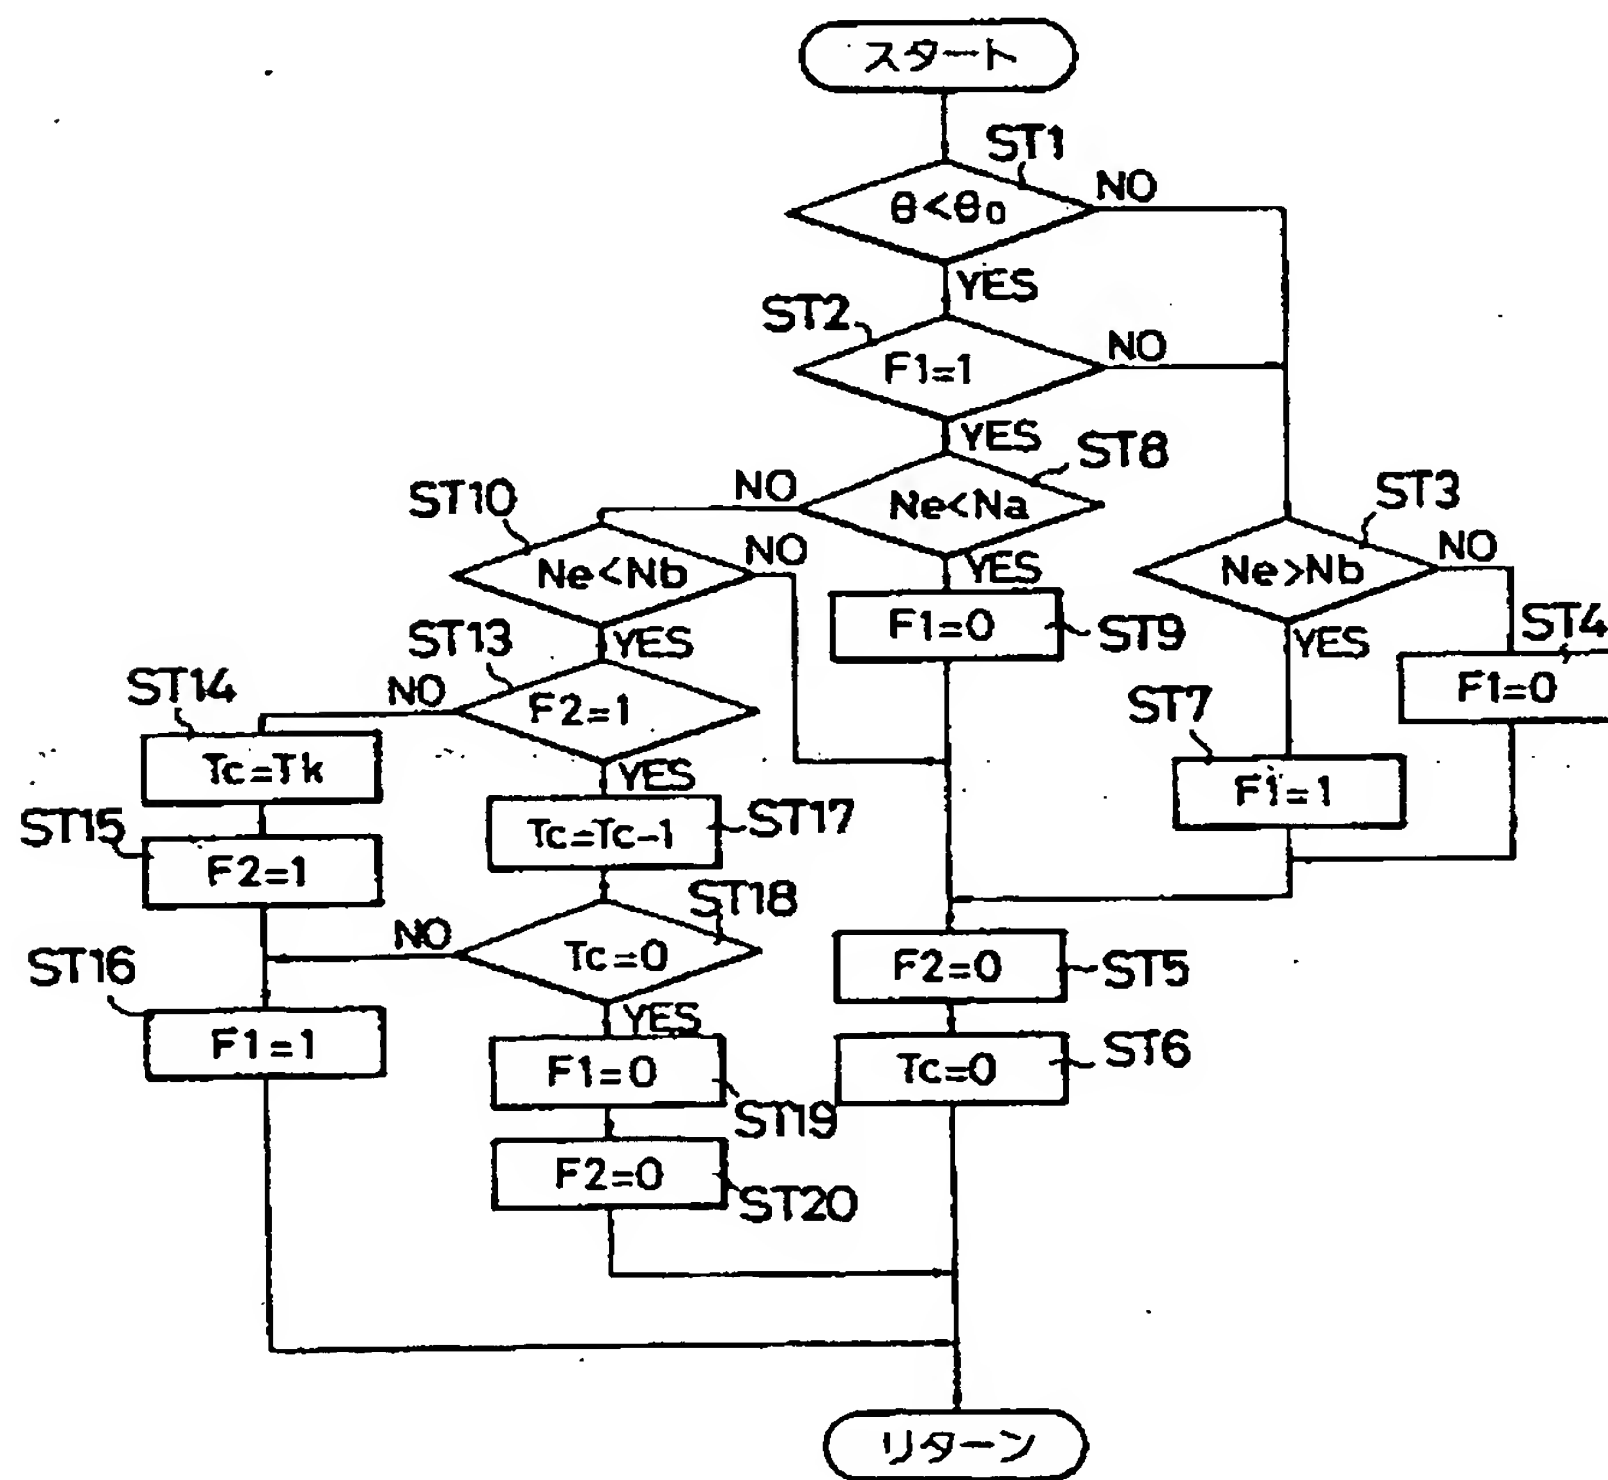 スタート
ST1
θ<θ0
NO
YES
ST2
F1=1
NO
YES
ST8
Ne<Na
NO
YES
ST10
Ne<Nb
NO
YES
ST3
Ne>Nb
NO
YES
F1=0
ST9
ST4
F1=0
ST13
F2=1
NO
YES
ST7
F1=1
ST14
Tc=Tk
ST17
Tc=Tc-1
ST15
F2=1
ST18
Tc=0
NO
YES
F2=0
ST5
ST16
F1=1
F1=0
ST19
Tc=0
ST6
F2=0
ST20
リターン